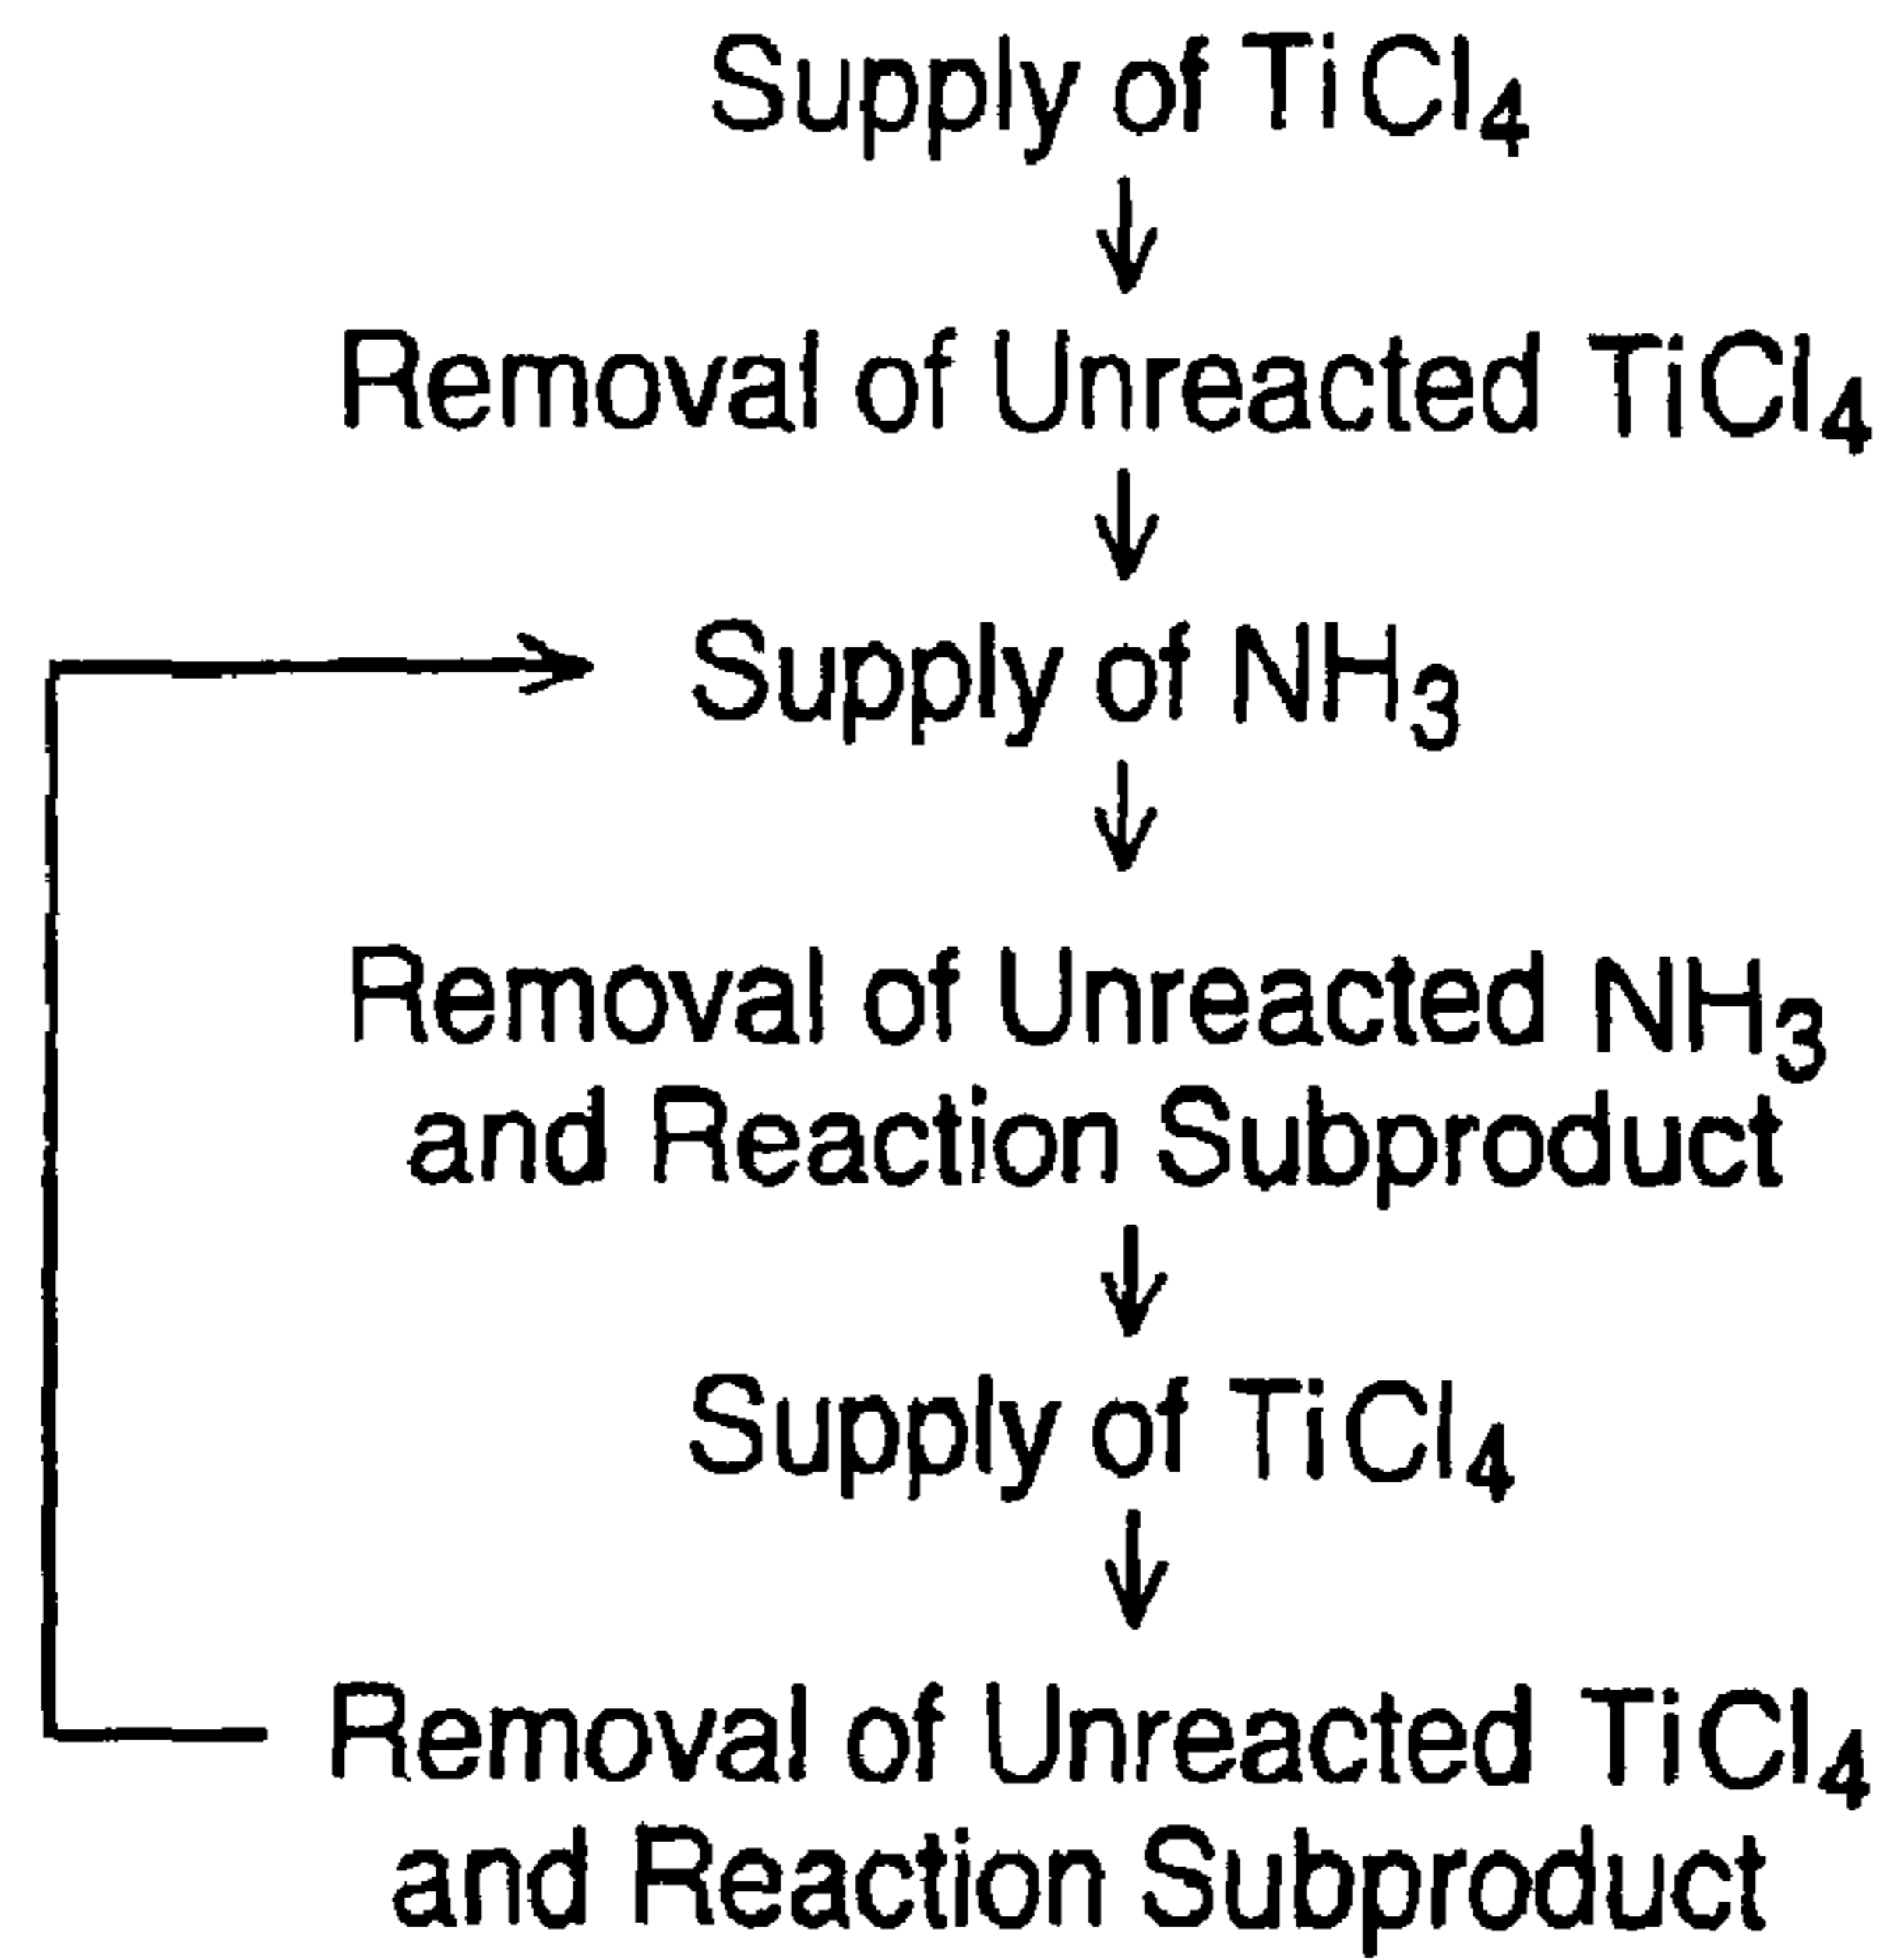 Supply of TiCl4
Removal of Unreacted TiCl4
Supply of NH3
Removal of Unreacted NH3
and Reaction Subproduct
Supply of TiCl4
Removal of Unreacted TiCl4
and Reaction Subproduct